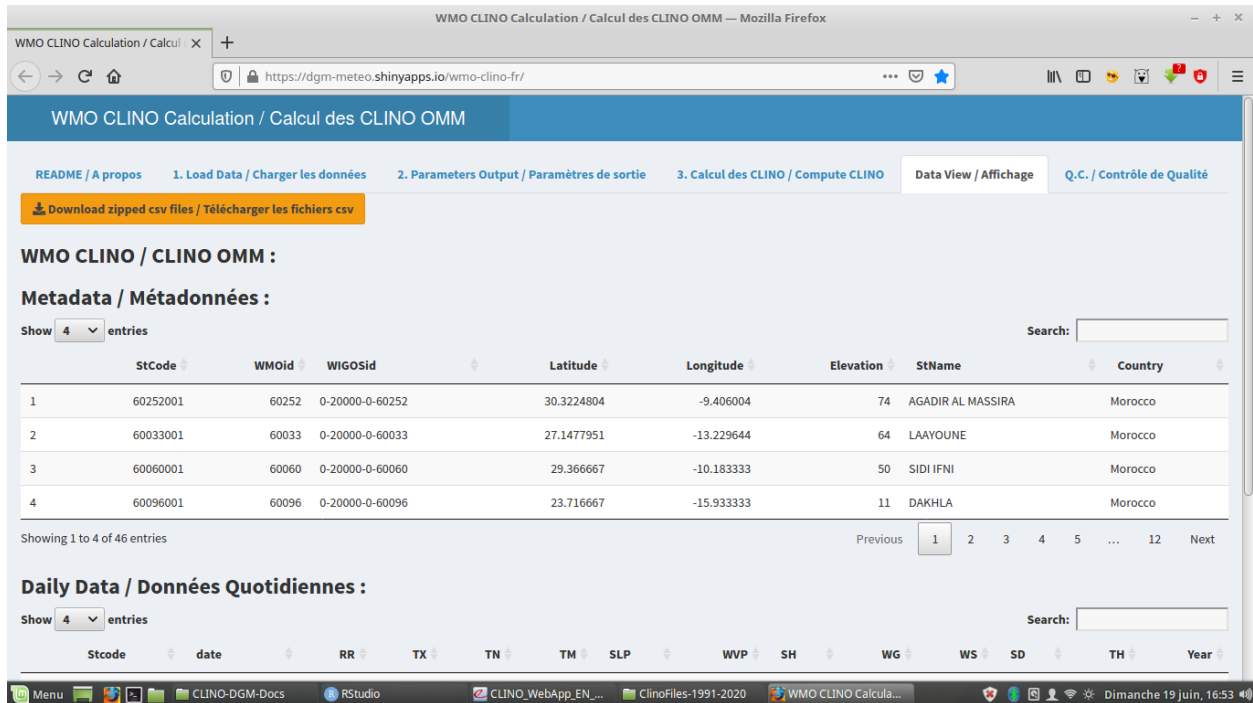 WMO CLINO Calculation / Calcul des CLINO OMM — Mozilla Firefox
WMO CLINO Calculation / Calcul
https://dgm-meteo.shinyapps.io/wmo-clino-fr/
WMO CLINO Calculation / Calcul des CLINO OMM
README / A propos 1. Load Data / Charger les données 2. Parameters Output / Paramètres de sortie 3. Calcul des CLINO / Compute CLINO Data View / Affichage Q.C. / Contrôle de Qualité
Download zipped csv files / Télécharger les fichiers csv
WMO CLINO / CLINO OMM :
Metadata / Métadonnées :
Show 4 entries Search:
StCode WMOid WIGOSid Latitude Longitude Elevation StName Country
1 60252001 60252 0-20000-0-60252 30.3224804 -9.406004 74 AGADIR AL MASSIRA Morocco
2 60033001 60033 0-20000-0-60033 27.1477951 -13.229644 64 LAAYOUNE Morocco
3 60060001 60060 0-20000-0-60060 29.366667 -10.183333 50 SIDI IFNI Morocco
4 60096001 60096 0-20000-0-60096 23.716667 -15.933333 11 DAKHLA Morocco
Showing 1 to 4 of 46 entries Previous 1 2 3 4 5 … 12 Next
Daily Data / Données Quotidiennes :
Show 4 entries Search:
Stcode date RR TX TN TM SLP WVP SH WG WS SD TH Year
Menu CLINO-DGM-Docs RStudio CLINO_WebApp_EN_... ClinoFiles-1991-2020 WMO CLINO Calcula... Dimanche 19 juin, 16:53